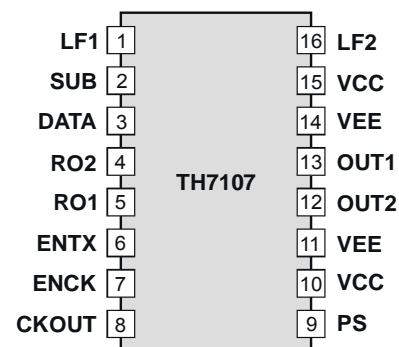 LF1 1 16 LF2
SUB 2 15 VCC
DATA 3 14 VEE
RO2 4 13 OUT1
TH7107
RO1 5 12 OUT2
ENTX 6 11 VEE
ENCK 7 10 VCC
CKOUT 8 9 PS